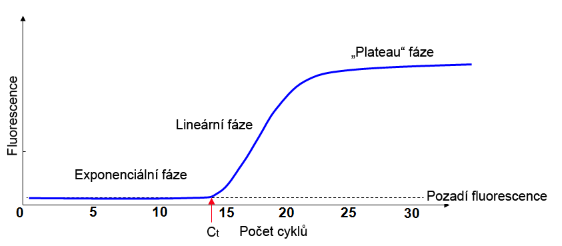 „Plateau“ fáze
Fluorescence
Lineární fáze
Exponenciální fáze
Pozadí fluorescence
0 5 10 15 20 25 30
Ct Počet cyklů